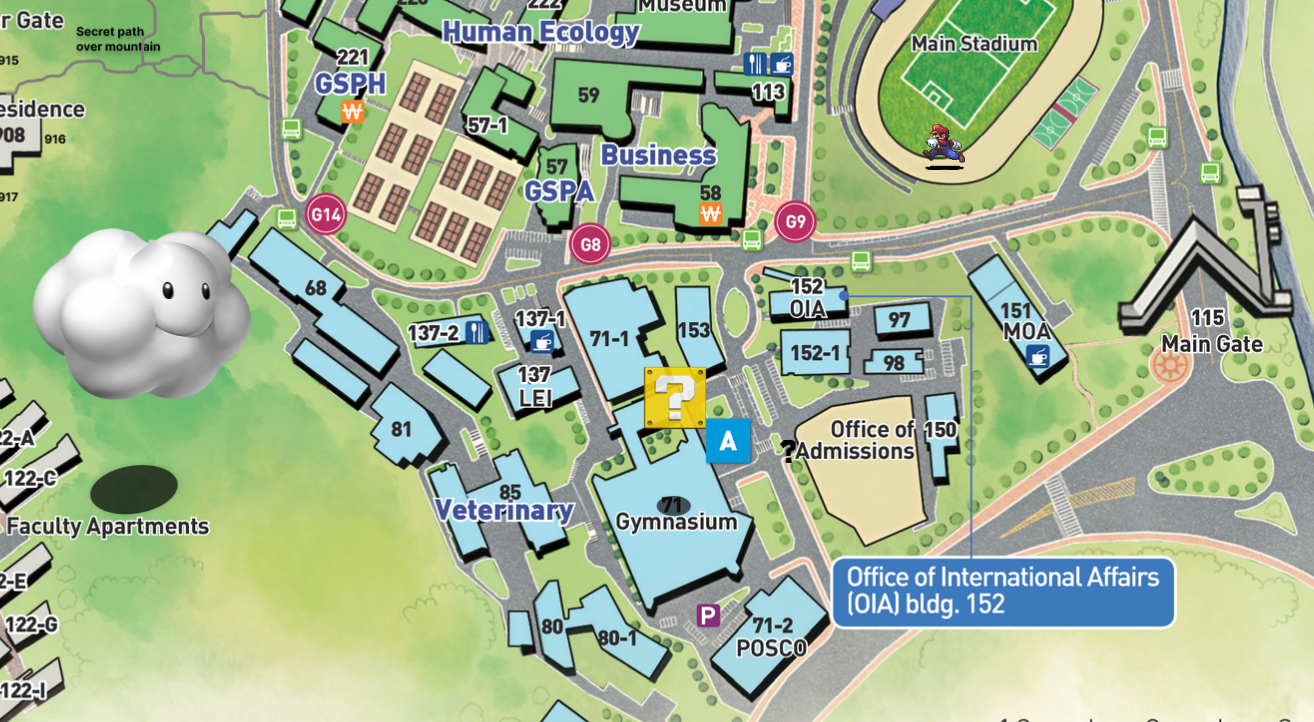 222
Museum
r Gate
Secret path
over mountain
Human Ecology
Main Stadium
915
221
GSPH
₩
59
113
esidence
908
916
57-1
Business
57
GSPA
58
₩
917
G14
G8
G9
68
152
OIA
151
MOA
115
Main Gate
137-2
137-1
71-1
153
97
152-1
98
137
LEI
?
81
A
Office of
?Admissions
150
22-A
122-C
85
Veterinary
71
Gymnasium
Faculty Apartments
2-E
Office of International Affairs
(OIA) bldg. 152
P
122-G
80
80-1
71-2
POSCO
122-I